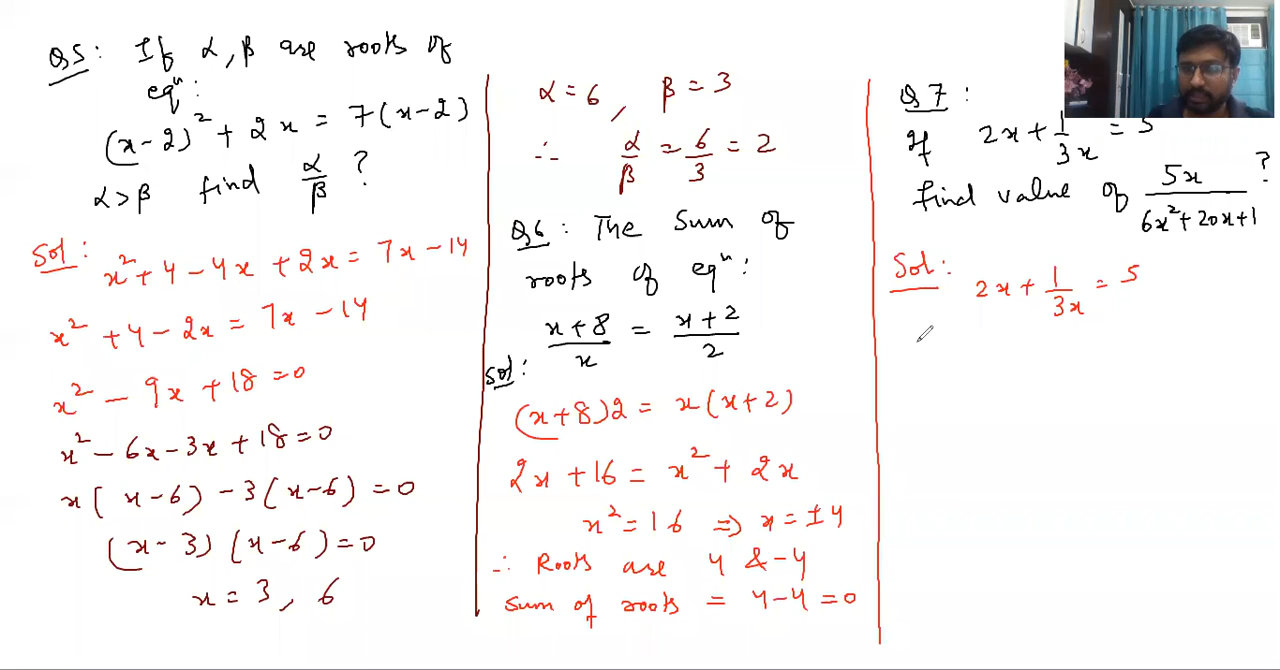 Q5: If α, β are roots of
eqⁿ:
(x-2)² + 2x = 7(x-2)
α>β find α/β ?
Sol: x² + 4 - 4x + 2x = 7x - 14
x² + 4 - 2x = 7x - 14
x² - 9x + 18 = 0
x² - 6x - 3x + 18 = 0
x(x-6) - 3(x-6) = 0
(x-3)(x-6) = 0
x = 3, 6
α = 6, β = 3
∴ α/β = 6/3 = 2
Q6: The Sum of
roots of eqⁿ:
(x+8)/x = (x+2)/2
Sol:
(x+8)2 = x(x+2)
2x + 16 = x² + 2x
x² = 16 ⇒ x = ±4
∴ Roots are 4 & -4
Sum of roots = 4-4 = 0
Q7:
If 2x + 1/3x = 5
find value of 5x/(6x²+20x+1) ?
Sol:
2x + 1/3x = 5